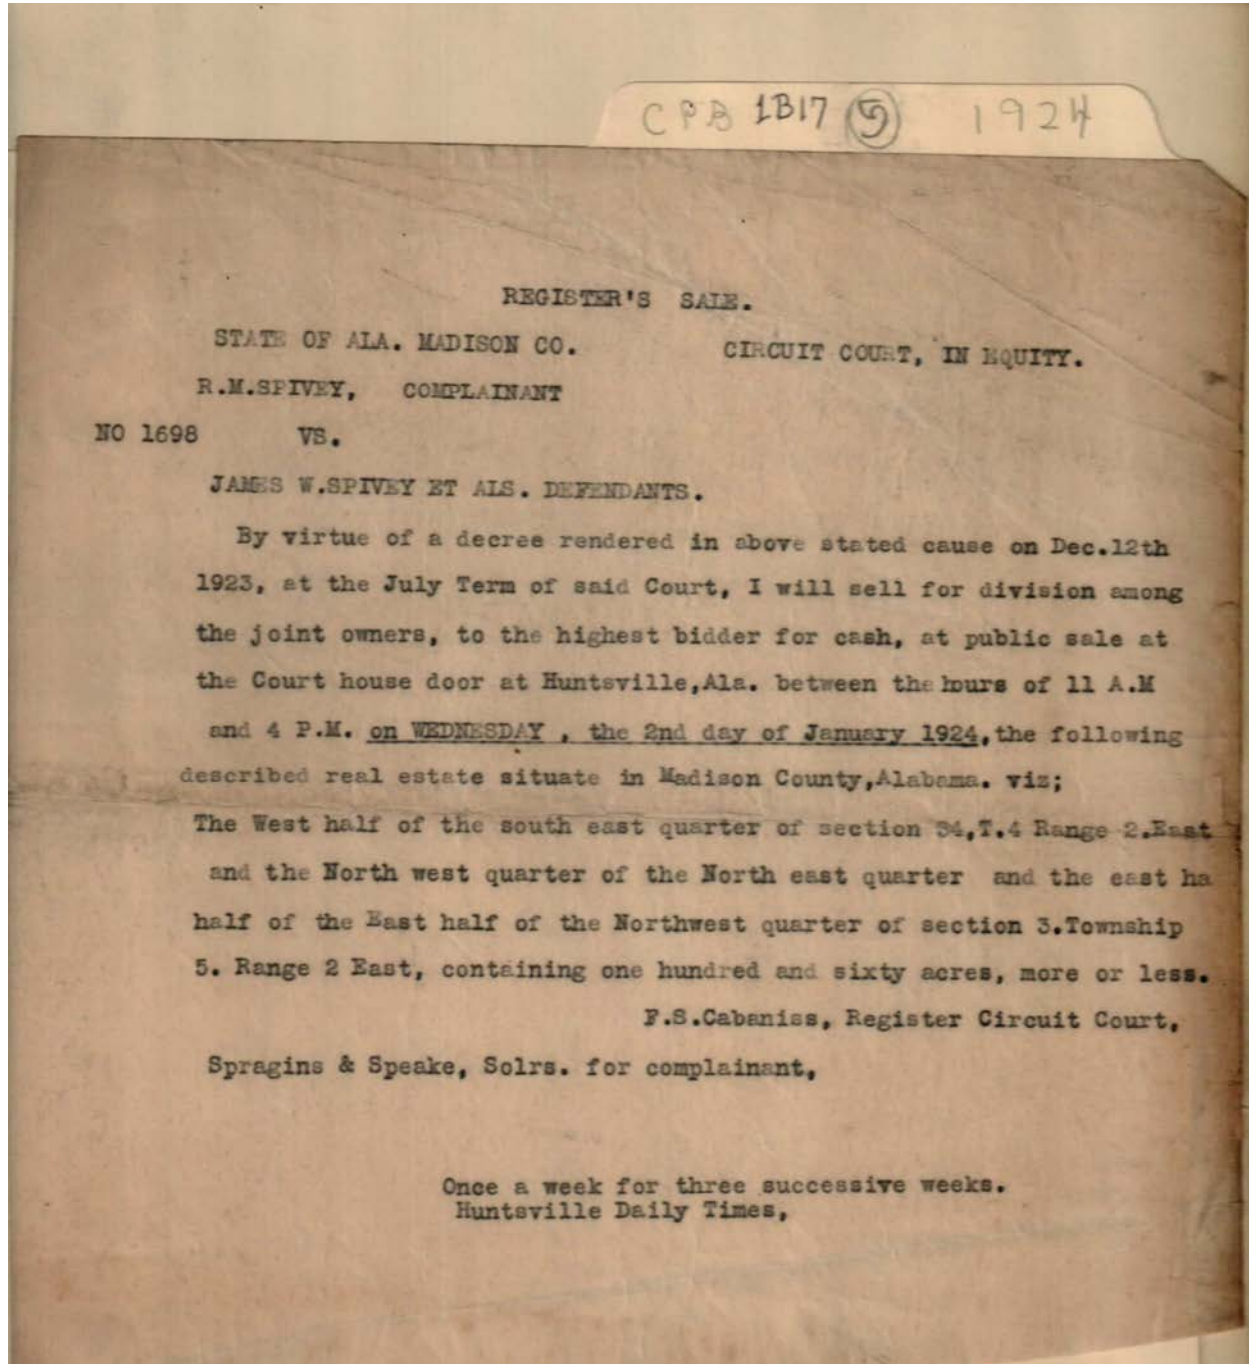 CPB 1B17 5 1924
REGISTER'S SALE.
STATE OF ALA. MADISON CO. CIRCUIT COURT, IN EQUITY.
R.M.SPIVEY, COMPLAINANT
NO 1698 VS.
JAMES W.SPIVEY ET ALS. DEFENDANTS.
By virtue of a decree rendered in above stated cause on Dec.12th
1923, at the July Term of said Court, I will sell for division among
the joint owners, to the highest bidder for cash, at public sale at
the Court house door at Huntsville,Ala. between the hours of 11 A.M
and 4 P.M. on WEDNESDAY , the 2nd day of January 1924,the following
described real estate situate in Madison County,Alabama. viz;
The West half of the south east quarter of section 34,T.4 Range 2.East
and the North west quarter of the North east quarter and the east ha
half of the East half of the Northwest quarter of section 3.Township
5. Range 2 East, containing one hundred and sixty acres, more or less.
F.S.Cabaniss, Register Circuit Court,
Spragins & Speake, Solrs. for complainant,
Once a week for three successive weeks.
Huntsville Daily Times,